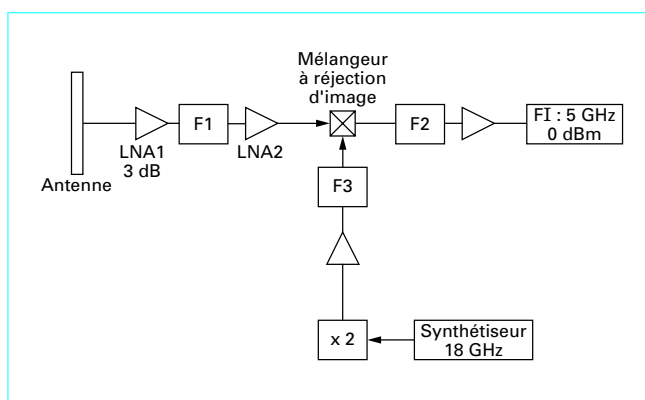 Mélangeur
à réjection
d'image
F1
F2
FI : 5 GHz
0 dBm
LNA1
3 dB
LNA2
Antenne
F3
x 2
Synthétiseur
18 GHz